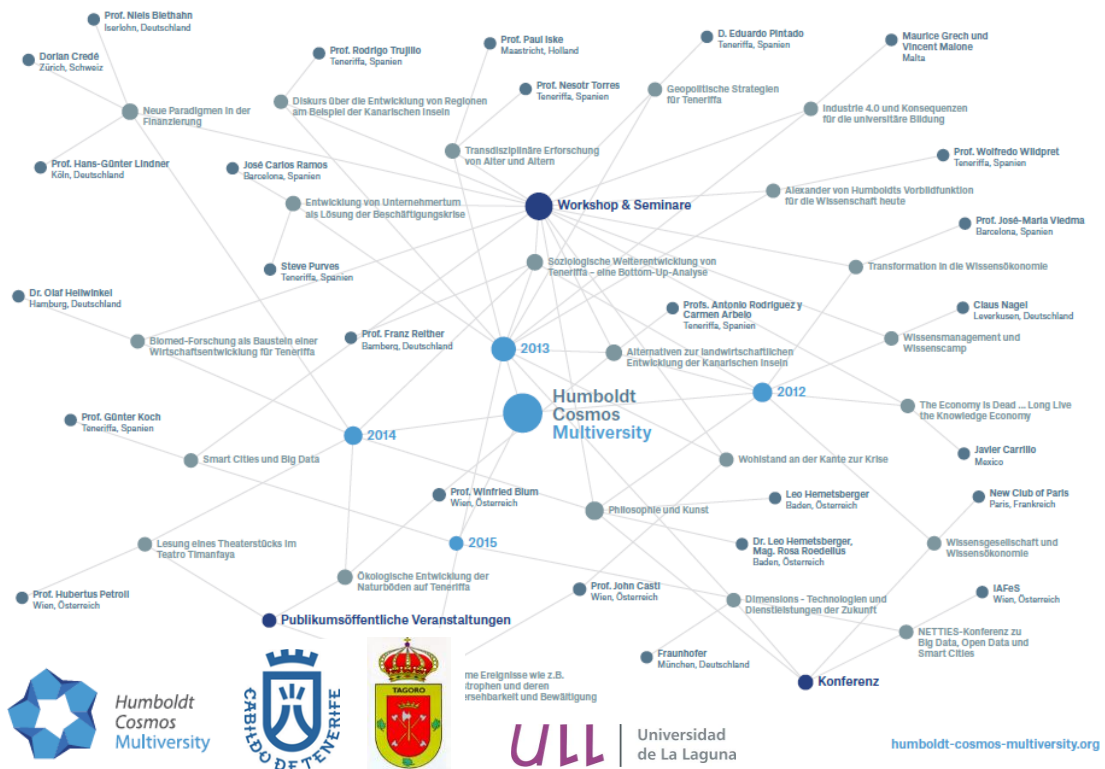 Prof. Niels Biethahn
Iserlohn, Deutschland
Dorian Credé
Zürich, Schweiz
Prof. Rodrigo Trujillo
Teneriffa, Spanien
Prof. Paul Iske
Maastricht, Holland
D. Eduardo Pintado
Teneriffa, Spanien
Maurice Grech und
Vincent Malone
Malta
Prof. Nesotr Torres
Teneriffa, Spanien
Neue Paradigmen in der
Finanzierung
Diskurs über die Entwicklung von Regionen
am Beispiel der Kanarischen Inseln
Geopolitische Strategien
für Teneriffa
Industrie 4.0 und Konsequenzen
für die universitäre Bildung
Prof. Hans-Günter Lindner
Köln, Deutschland
José Carlos Ramos
Barcelona, Spanien
Transdisziplinäre Erforschung
von Alter und Altern
Prof. Wolfredo Wildpret
Teneriffa, Spanien
Entwicklung von Unternehmertum
als Lösung der Beschäftigungskrise
Workshop & Seminare
Alexander von Humboldts Vorbildfunktion
für die Wissenschaft heute
Prof. José-Maria Viedma
Barcelona, Spanien
Steve Purves
Teneriffa, Spanien
Soziologische Weiterentwicklung von
Teneriffa – eine Bottom-Up-Analyse
Transformation in die Wissensökonomie
Dr. Olaf Hellwinkel
Hamburg, Deutschland
Profs. Antonio Rodriguez y
Carmen Arbelo
Teneriffa, Spanien
Claus Nagel
Leverkusen, Deutschland
Biomed-Forschung als Baustein einer
Wirtschaftsentwicklung für Teneriffa
Prof. Franz Reither
Bamberg, Deutschland
2013
Alternativen zur landwirtschaftlichen
Entwicklung der Kanarischen Inseln
Wissensmanagement und
Wissenscamp
Humboldt
Cosmos
Multiversity
2012
The Economy is Dead ... Long Live
the Knowledge Economy
Prof. Günter Koch
Teneriffa, Spanien
2014
Smart Cities und Big Data
Wohlstand an der Kante zur Krise
Javier Carrillo
Mexico
Prof. Winfried Blum
Wien, Österreich
Philosophie und Kunst
Leo Hemetsberger
Baden, Österreich
New Club of Paris
Paris, Frankreich
Lesung eines Theaterstücks im
Teatro Timanfaya
2015
Dr. Leo Hemetsberger,
Mag. Rosa Roedelius
Baden, Österreich
Wissensgesellschaft und
Wissensökonomie
Ökologische Entwicklung der
Naturböden auf Teneriffa
Prof. Hubertus Petroll
Wien, Österreich
Prof. John Casti
Wien, Österreich
Dimensions - Technologien und
Dienstleistungen der Zukunft
IAFeS
Wien, Österreich
Publikumsöffentliche Veranstaltungen
NETTIES-Konferenz zu
Big Data, Open Data und
Smart Cities
Fraunhofer
München, Deutschland
Konferenz
me Ereignisse wie z.B.
trophen und deren
ersehbarkeit und Bewältigung
Humboldt
Cosmos
Multiversity
CABILDO DE TENERIFE
TAGORO
ULL
Universidad
de La Laguna
humboldt-cosmos-multiversity.org